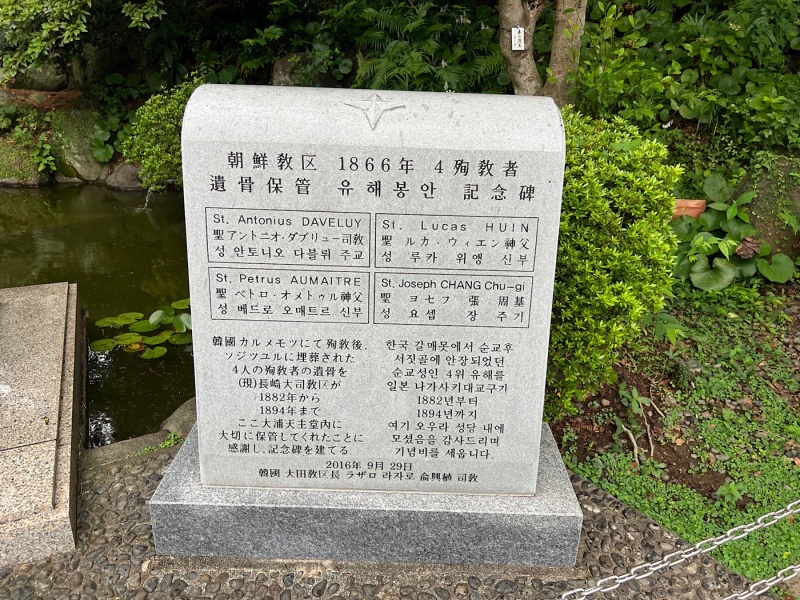 朝鮮教区 1866年 4殉教者
遺骨保管 유해봉안 記念碑
St. Antonius DAVELUY
聖 アントニオ・ダブリュー司教
성 안토니오 다블뤼 주교
St. Lucas HUIN
聖 ルカ・ウィエン神父
성 루카 위앵 신부
St. Petrus AUMAITRE
聖 ペトロ・オメトゥル神父
성 베드로 오매트르 신부
St. Joseph CHANG Chu-gi
聖 ヨセフ 張 周基
성 요셉 장 주기
韓國カルメモツにて殉教後、
ソジツユルに埋葬された
4人の殉教者の遺骨を
(現)長崎大司教区が
1882年から
1894年まで
ここ大浦天主堂内に
大切に保管してくれたことに
感謝し、記念碑を建てる.
한국 갈매못에서 순교후
서짓골에 안장되었던
순교성인 4위 유해를
일본 나가사키대교구가
1882년부터
1894년까지
여기 오우라 성당 내에
모셨음을 감사드리며
기념비를 세웁니다.
2016年 9月 29日
韓國 大田教区長 ラザロ 라자로 兪興植 司教